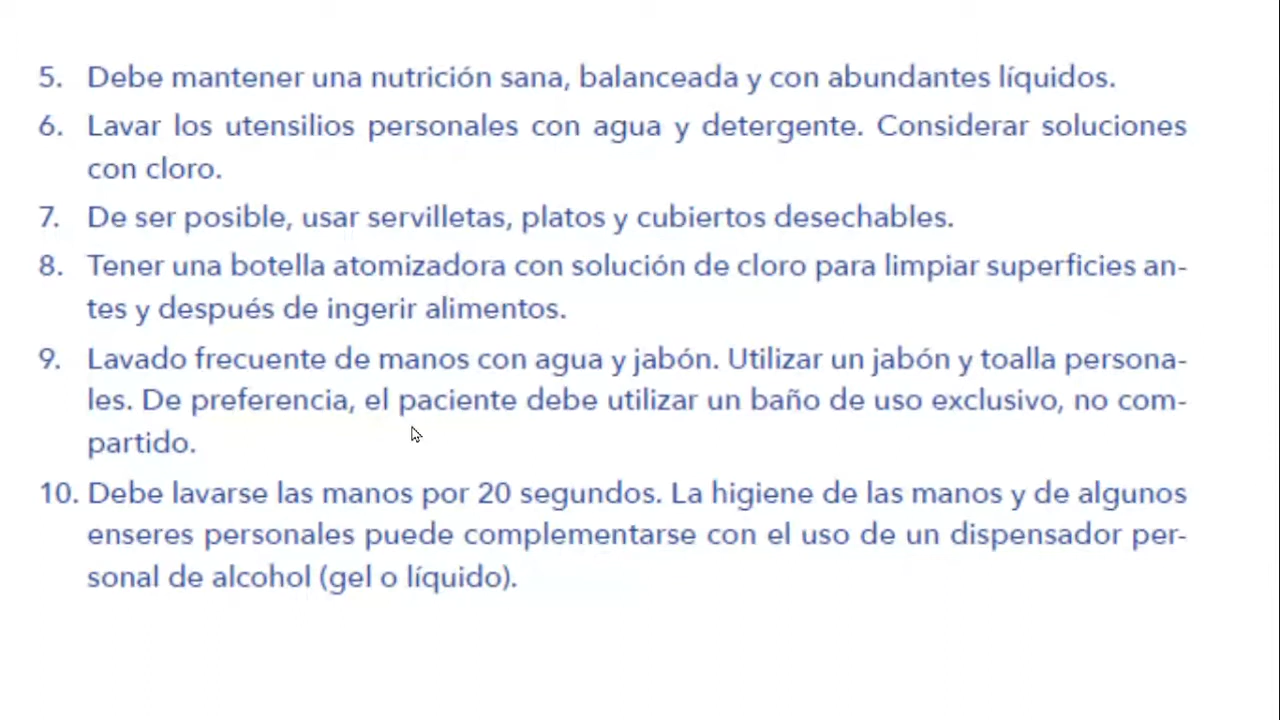 5. Debe mantener una nutrición sana, balanceada y con abundantes líquidos.
6. Lavar los utensilios personales con agua y detergente. Considerar soluciones
con cloro.
7. De ser posible, usar servilletas, platos y cubiertos desechables.
8. Tener una botella atomizadora con solución de cloro para limpiar superficies an-
tes y después de ingerir alimentos.
9. Lavado frecuente de manos con agua y jabón. Utilizar un jabón y toalla persona-
les. De preferencia, el paciente debe utilizar un baño de uso exclusivo, no com-
partido.
10. Debe lavarse las manos por 20 segundos. La higiene de las manos y de algunos
enseres personales puede complementarse con el uso de un dispensador per-
sonal de alcohol (gel o líquido).